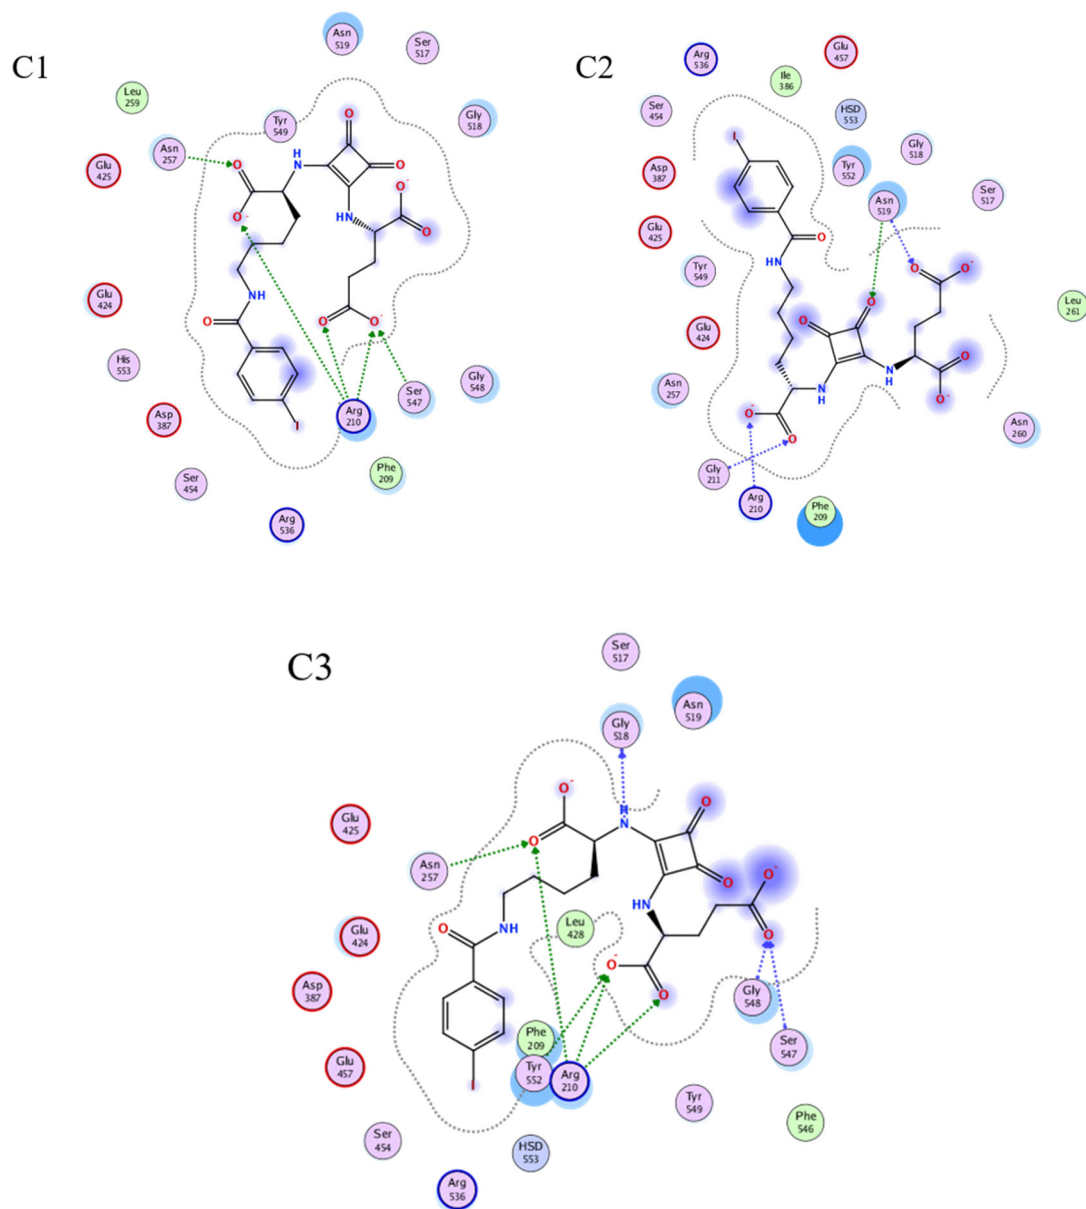 C1
Asn
519
Ser
517
Leu
259
Gly
518
Tyr
549
Asn
257
Glu
425
O
O
H
N
O
O⁻
O⁻
O
NH
O
NH
O
O
O⁻
Glu
424
His
553
Asp
387
Ser
454
I
Arg
536
Arg
210
Phe
209
Ser
547
Gly
548
C2
Arg
536
Glu
457
Ile
386
Ser
454
HSD
553
Asp
387
Tyr
552
Gly
518
Asn
519
Ser
517
Glu
425
Tyr
549
Glu
424
Leu
261
I
O
N
H
O
O
O
O⁻
O
O⁻
N
H
N
H
O⁻
O
Asn
257
Gly
211
Arg
210
Phe
209
Asn
260
C3
Ser
517
Asn
519
Gly
518
Glu
425
Asn
257
O⁻
O
H
N
O
O
O⁻
O
HN
O
N
H
O⁻
O
I
Leu
428
Glu
424
Asp
387
Glu
457
Ser
454
Arg
536
Phe
209
Tyr
552
Arg
210
HSD
553
Gly
548
Ser
547
Tyr
549
Phe
546